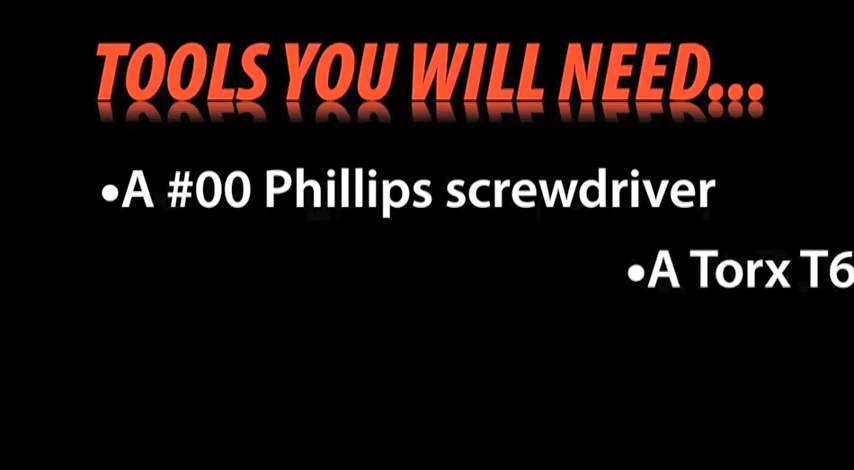 TOOLS YOU WILL NEED...
•A #00 Phillips screwdriver
•A Torx T6